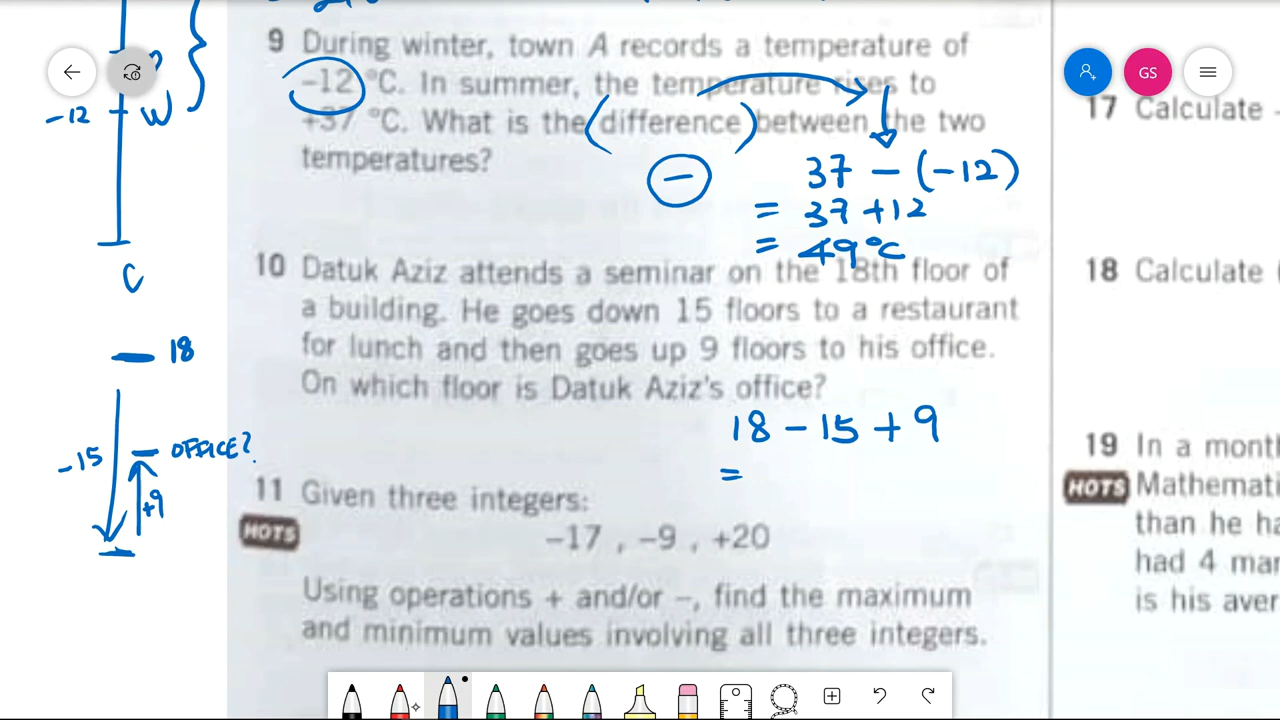 -12 W
C
9 During winter, town A records a temperature of
-12 °C. In summer, the temperature rises to
+37 °C. What is the difference between the two
temperatures?
−
37 − (-12)
= 37 + 12
= 49°C
10 Datuk Aziz attends a seminar on the 18th floor of
a building. He goes down 15 floors to a restaurant
for lunch and then goes up 9 floors to his office.
On which floor is Datuk Aziz's office?
18
-15
OFFICE?
+9
18 − 15 + 9
=
11 Given three integers:
HOTS
-17 , -9 , +20
Using operations + and/or −, find the maximum
and minimum values involving all three integers.
GS
17 Calculate -
18 Calculate
19 In a month
HOTS Mathemati
than he ha
had 4 mar
is his aver